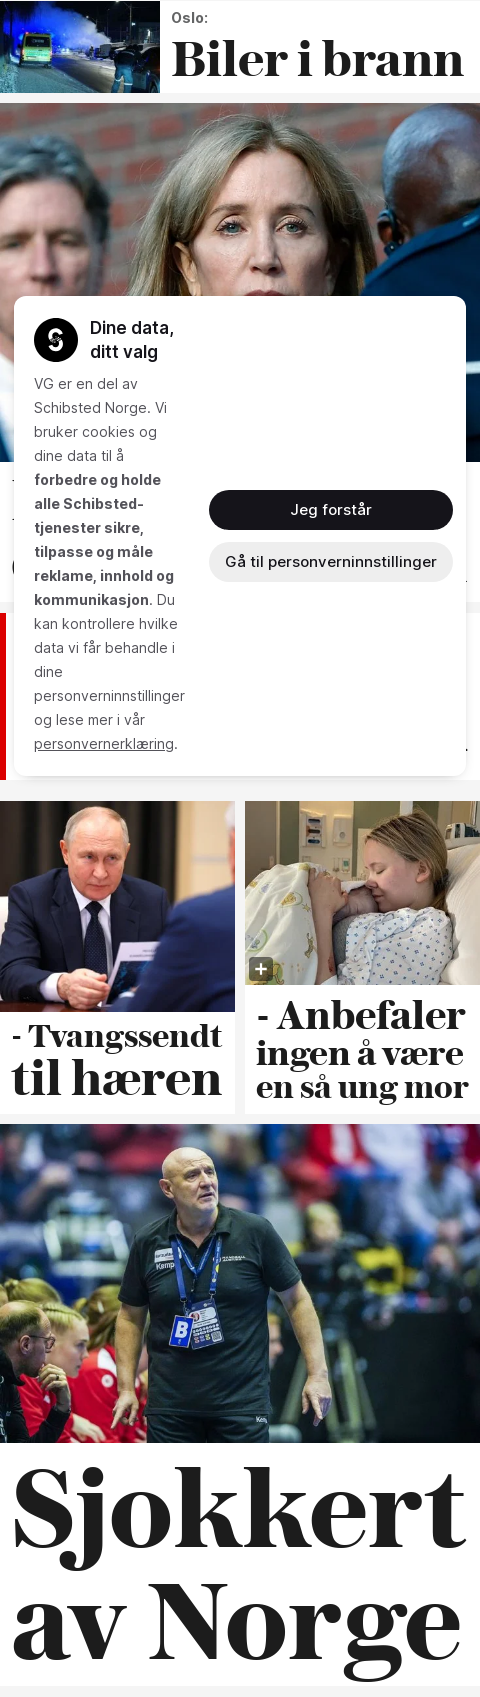 Oslo:
Biler i brann
Dine data,
ditt valg
VG er en del av
Schibsted Norge. Vi
bruker cookies og
dine data til å
forbedre og holde
alle Schibsted-
tjenester sikre,
tilpasse og måle
reklame, innhold og
kommunikasjon. Du
kan kontrollere hvilke
data vi får behandle i
dine
personverninnstillinger
og lese mer i vår
personvernerklæring.
Jeg forstår
Gå til personverninnstillinger
- Tvangssendt
til hæren
- Anbefaler
ingen å være
en så ung mor
B
Sjokkert
av Norge